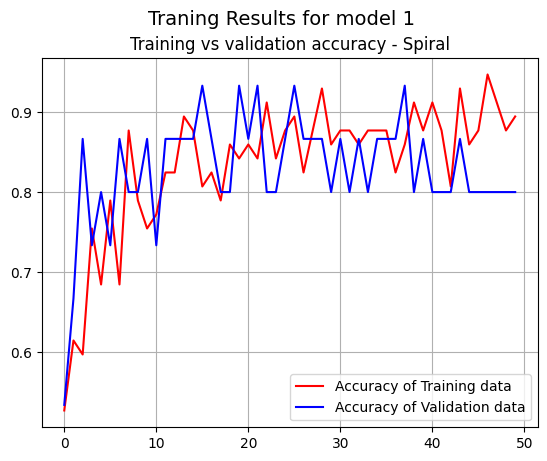 Traning Results for model 1
Training vs validation accuracy - Spiral
0.9
0.8
0.7
0.6
Accuracy of Training data
Accuracy of Validation data
0 10 20 30 40 50